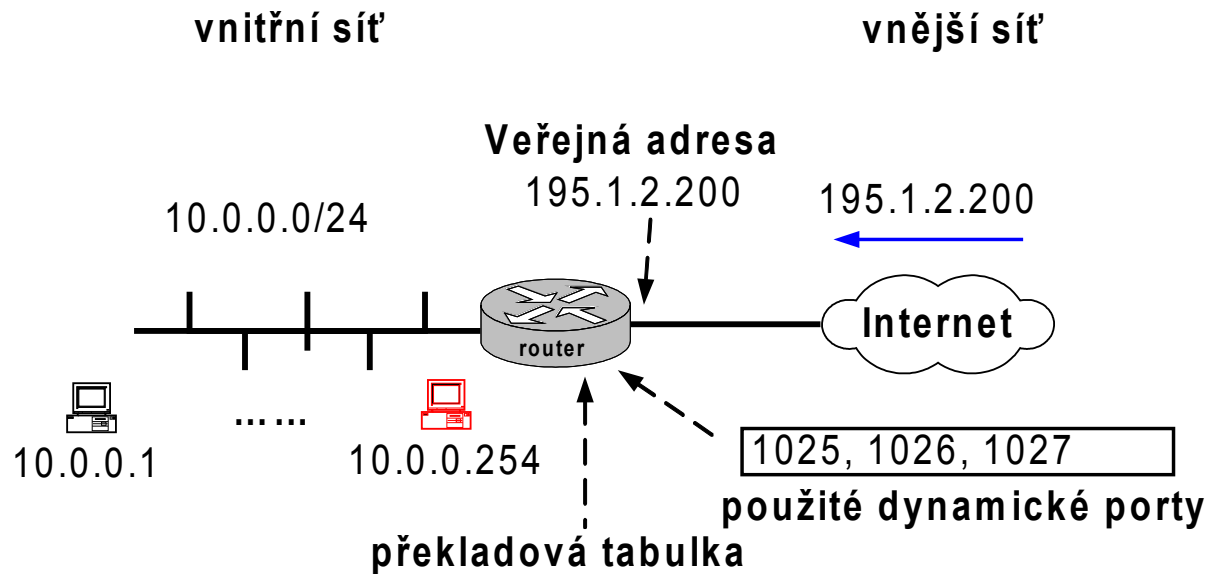 vnitřní síť
vnější síť
Veřejná adresa
195.1.2.200
195.1.2.200
10.0.0.0/24
router
Internet
10.0.0.1
... ...
10.0.0.254
1025, 1026, 1027
použité dynamické porty
překladová tabulka